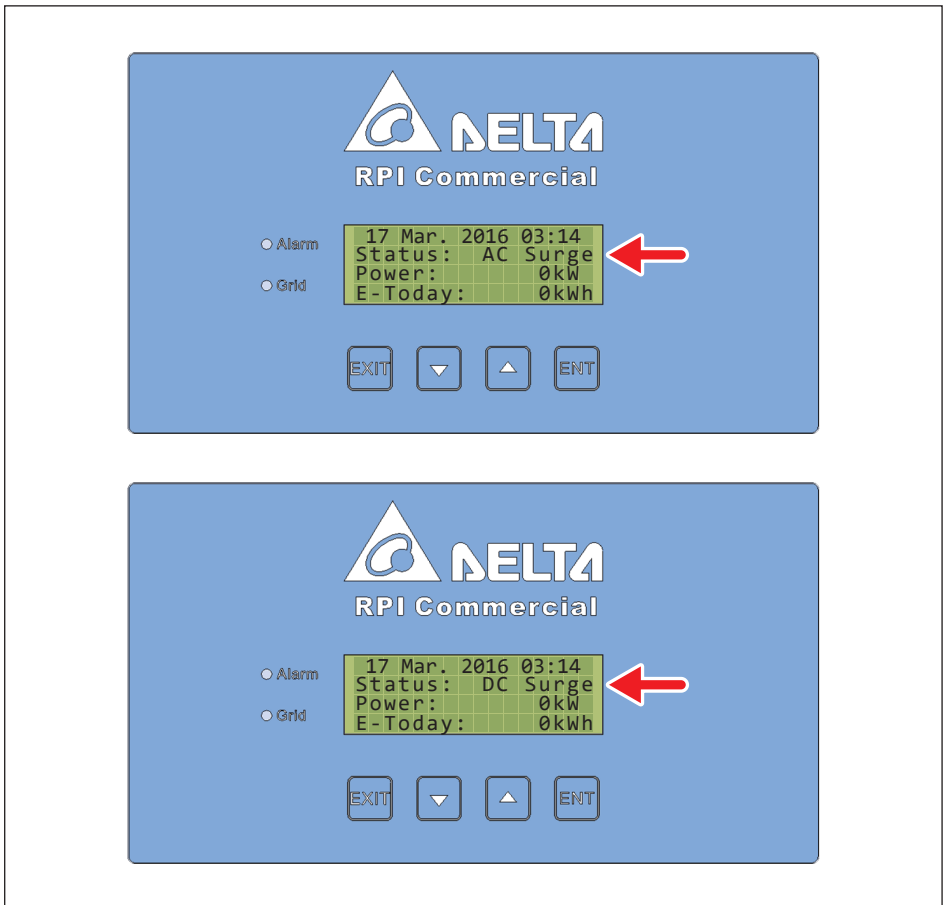 DELTA
RPI Commercial
Alarm
Grid
17 Mar. 2016 03:14
Status: AC Surge
Power: 0kW
E-Today: 0kWh
EXIT ENT
DELTA
RPI Commercial
Alarm
Grid
17 Mar. 2016 03:14
Status: DC Surge
Power: 0kW
E-Today: 0kWh
EXIT ENT